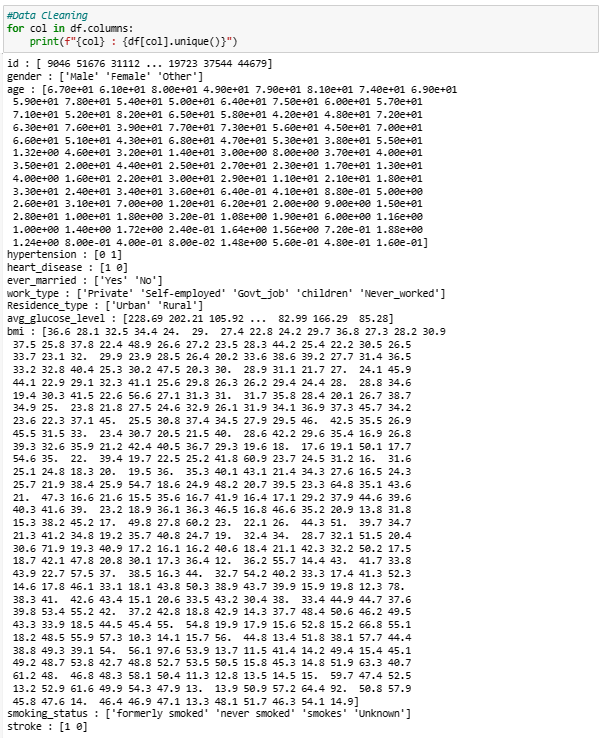 #Data Cleaning
for col in df.columns:
    print(f"{col} : {df[col].unique()}")
id : [ 9046 51676 31112 ... 19723 37544 44679]
gender : ['Male' 'Female' 'Other']
age : [6.70e+01 6.10e+01 8.00e+01 4.90e+01 7.90e+01 8.10e+01 7.40e+01 6.90e+01
 5.90e+01 7.80e+01 5.40e+01 5.00e+01 6.40e+01 7.50e+01 6.00e+01 5.70e+01
 7.10e+01 5.20e+01 8.20e+01 6.50e+01 5.80e+01 4.20e+01 4.80e+01 7.20e+01
 6.30e+01 7.60e+01 3.90e+01 7.70e+01 7.30e+01 5.60e+01 4.50e+01 7.00e+01
 6.60e+01 5.10e+01 4.30e+01 6.80e+01 4.70e+01 5.30e+01 3.80e+01 5.50e+01
 1.32e+00 4.60e+01 3.20e+01 1.40e+01 3.00e+00 8.00e+00 3.70e+01 4.00e+01
 3.50e+01 2.00e+01 4.40e+01 2.50e+01 2.70e+01 2.30e+01 1.70e+01 1.30e+01
 4.00e+00 1.60e+01 2.20e+01 3.00e+01 2.90e+01 1.10e+01 2.10e+01 1.80e+01
 3.30e+01 2.40e+01 3.40e+01 3.60e+01 6.40e-01 4.10e+01 8.80e-01 5.00e+00
 2.60e+01 3.10e+01 7.00e+00 1.20e+01 6.20e+01 2.00e+00 9.00e+00 1.50e+01
 2.80e+01 1.00e+01 1.80e+00 3.20e-01 1.08e+00 1.90e+01 6.00e+00 1.16e+00
 1.00e+00 1.40e+00 1.72e+00 2.40e-01 1.64e+00 1.56e+00 7.20e-01 1.88e+00
 1.24e+00 8.00e-01 4.00e-01 8.00e-02 1.48e+00 5.60e-01 4.80e-01 1.60e-01]
hypertension : [0 1]
heart_disease : [1 0]
ever_married : ['Yes' 'No']
work_type : ['Private' 'Self-employed' 'Govt_job' 'children' 'Never_worked']
Residence_type : ['Urban' 'Rural']
avg_glucose_level : [228.69 202.21 105.92 ...  82.99 166.29  85.28]
bmi : [36.6 28.1 32.5 34.4 24.  29.  27.4 22.8 24.2 29.7 36.8 27.3 28.2 30.9
 37.5 25.8 37.8 22.4 48.9 26.6 27.2 23.5 28.3 44.2 25.4 22.2 30.5 26.5
 33.7 23.1 32.  29.9 23.9 28.5 26.4 20.2 33.6 38.6 39.2 27.7 31.4 36.5
 33.2 32.8 40.4 25.3 30.2 47.5 20.3 30.  28.9 31.1 21.7 27.  24.1 45.9
 44.1 22.9 29.1 32.3 41.1 25.6 29.8 26.3 26.2 29.4 24.4 28.  28.8 34.6
 19.4 30.3 41.5 22.6 56.6 27.1 31.3 31.  31.7 35.8 28.4 20.1 26.7 38.7
 34.9 25.  23.8 21.8 27.5 24.6 32.9 26.1 31.9 34.1 36.9 37.3 45.7 34.2
 23.6 22.3 37.1 45.  25.5 30.8 37.4 34.5 27.9 29.5 46.  42.5 35.5 26.9
 45.5 31.5 33.  23.4 30.7 20.5 21.5 40.  28.6 42.2 29.6 35.4 16.9 26.8
 39.3 32.6 35.9 21.2 42.4 40.5 36.7 29.3 19.6 18.  17.6 19.1 50.1 17.7
 54.6 35.  22.  39.4 19.7 22.5 25.2 41.8 60.9 23.7 24.5 31.2 16.  31.6
 25.1 24.8 18.3 20.  19.5 36.  35.3 40.1 43.1 21.4 34.3 27.6 16.5 24.3
 25.7 21.9 38.4 25.9 54.7 18.6 24.9 48.2 20.7 39.5 23.3 64.8 35.1 43.6
 21.  47.3 16.6 21.6 15.5 35.6 16.7 41.9 16.4 17.1 29.2 37.9 44.6 39.6
 40.3 41.6 39.  23.2 18.9 36.1 36.3 46.5 16.8 46.6 35.2 20.9 13.8 31.8
 15.3 38.2 45.2 17.  49.8 27.8 60.2 23.  22.1 26.  44.3 51.  39.7 34.7
 21.3 41.2 34.8 19.2 35.7 40.8 24.7 19.  32.4 34.  28.7 32.1 51.5 20.4
 30.6 71.9 19.3 40.9 17.2 16.1 16.2 40.6 18.4 21.1 42.3 32.2 50.2 17.5
 18.7 42.1 47.8 20.8 30.1 17.3 36.4 12.  36.2 55.7 14.4 43.  41.7 33.8
 43.9 22.7 57.5 37.  38.5 16.3 44.  32.7 54.2 40.2 33.3 17.4 41.3 52.3
 14.6 17.8 46.1 33.1 18.1 43.8 50.3 38.9 43.7 39.9 15.9 19.8 12.3 78.
 38.3 41.  42.6 43.4 15.1 20.6 33.5 43.2 30.4 38.  33.4 44.9 44.7 37.6
 39.8 53.4 55.2 42.  37.2 42.8 18.8 42.9 14.3 37.7 48.4 50.6 46.2 49.5
 43.3 33.9 18.5 44.5 45.4 55.  54.8 19.9 17.9 15.6 52.8 15.2 66.8 55.1
 18.2 48.5 55.9 57.3 10.3 14.1 15.7 56.  44.8 13.4 51.8 38.1 57.7 44.4
 38.8 49.3 39.1 54.  56.1 97.6 53.9 13.7 11.5 41.4 14.2 49.4 15.4 45.1
 49.2 48.7 53.8 42.7 48.8 52.7 53.5 50.5 15.8 45.3 14.8 51.9 63.3 40.7
 61.2 48.  46.8 48.3 58.1 50.4 11.3 12.8 13.5 14.5 15.  59.7 47.4 52.5
 13.2 52.9 61.6 49.9 54.3 47.9 13.  13.9 50.9 57.2 64.4 92.  50.8 57.9
 45.8 47.6 14.  46.4 46.9 47.1 13.3 48.1 51.7 46.3 54.1 14.9]
smoking_status : ['formerly smoked' 'never smoked' 'smokes' 'Unknown']
stroke : [1 0]